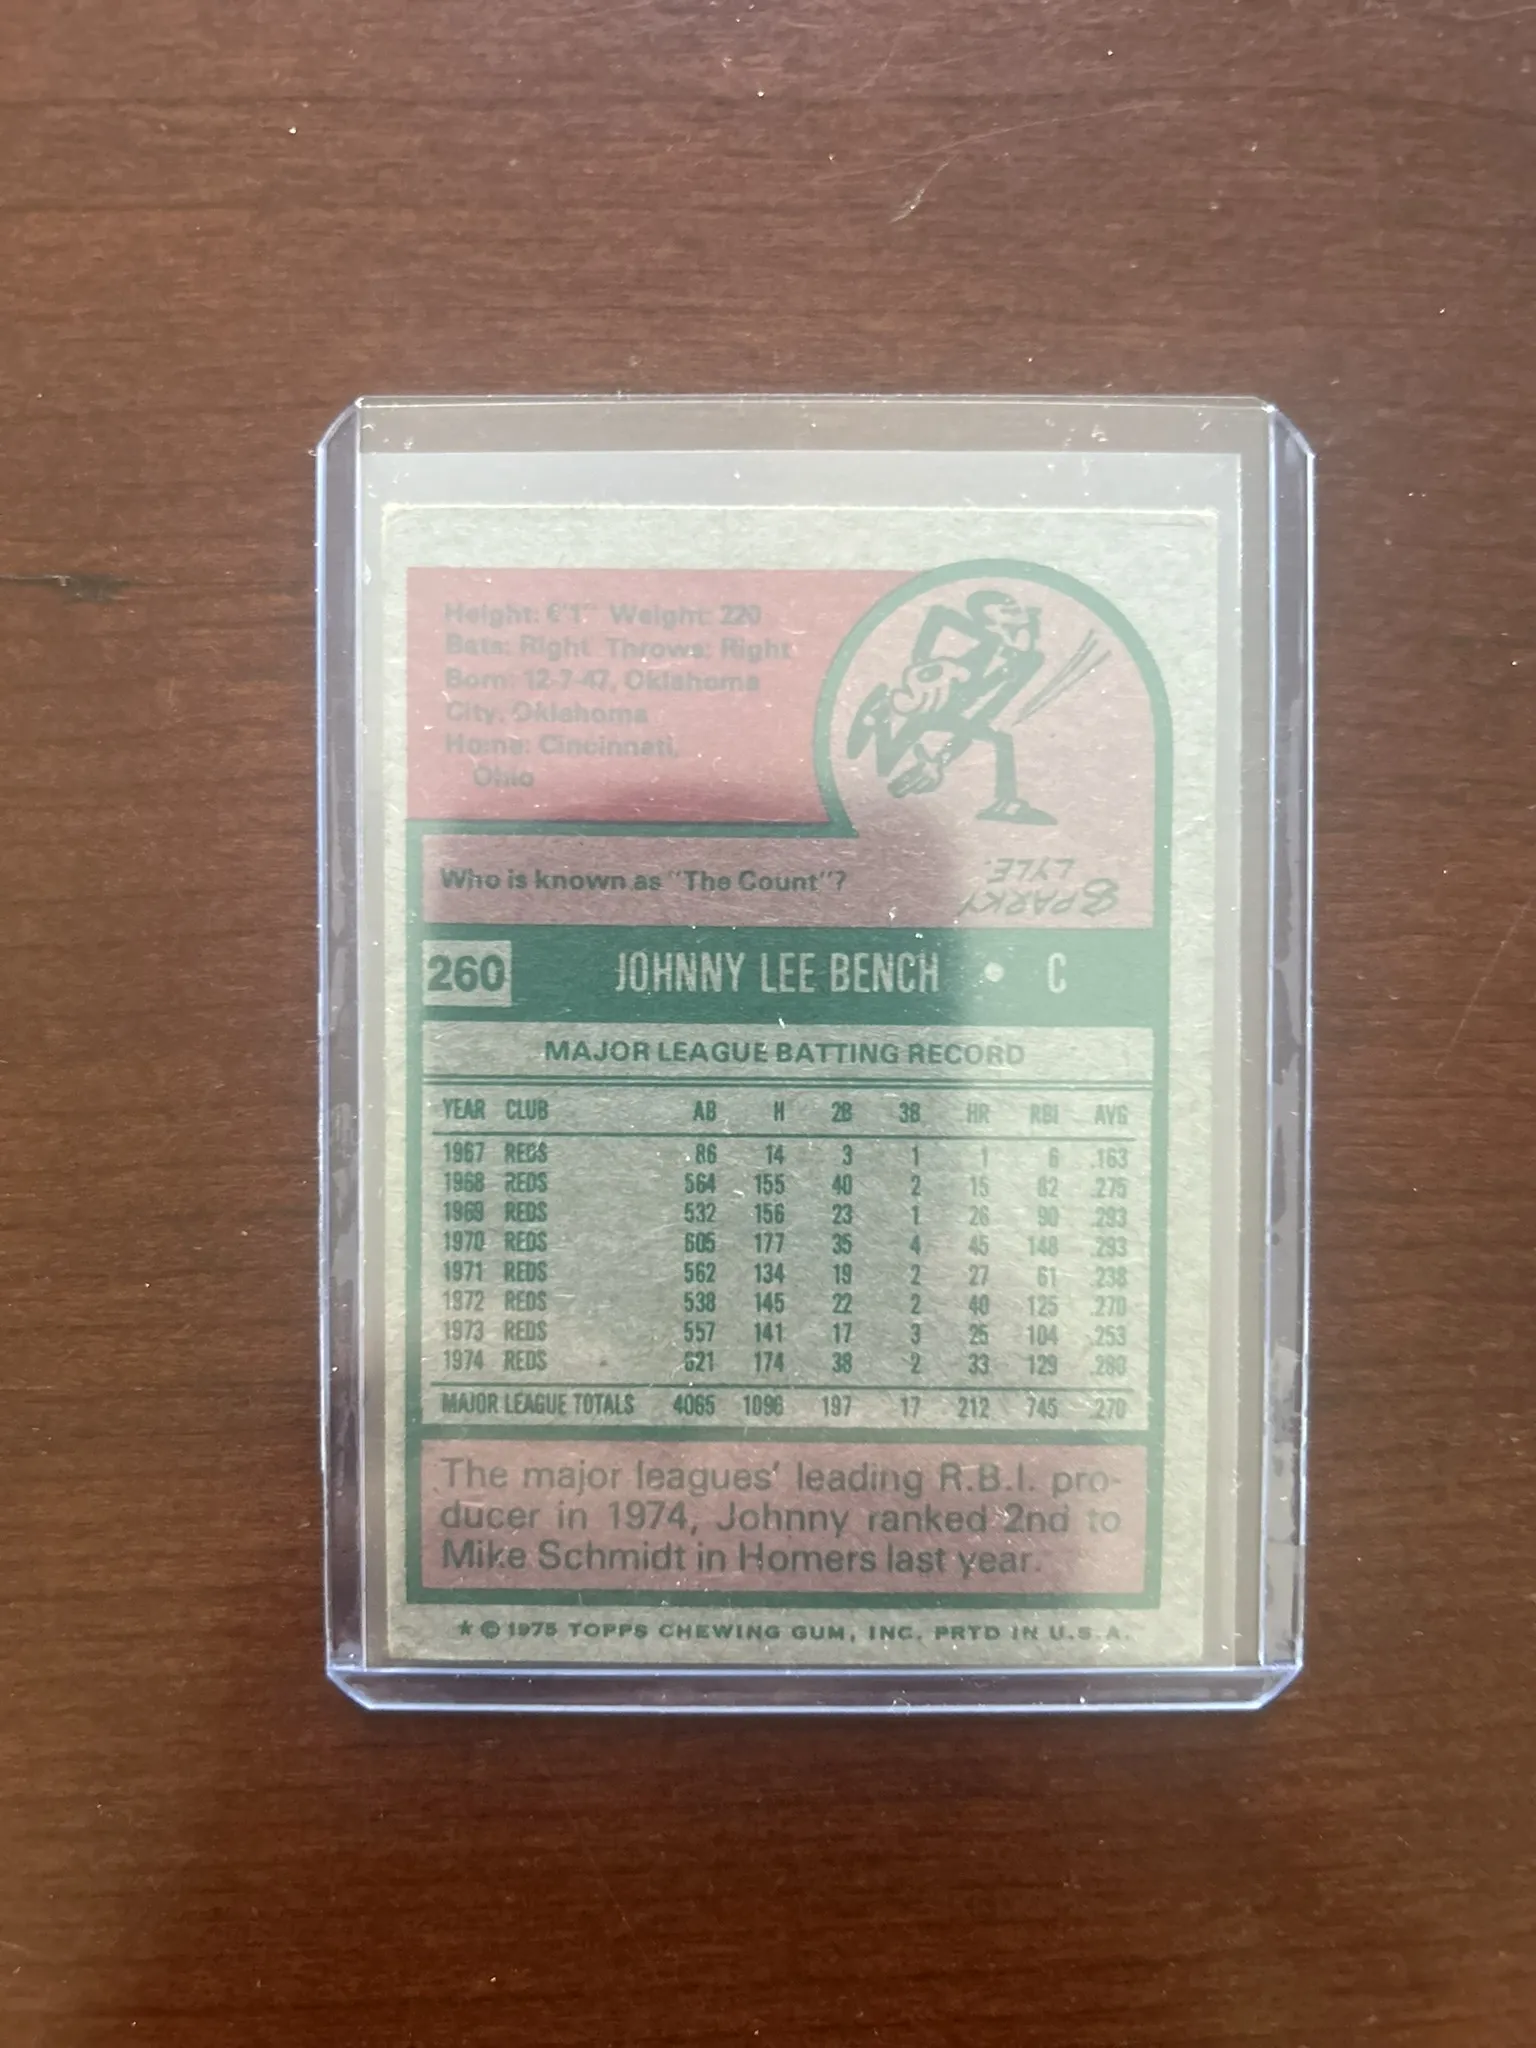 Height: 6'1" Weight: 220
Bats: Right Throws: Right
Born: 12-7-47, Oklahoma
City, Oklahoma
Home: Cincinnati,
Ohio
Who is known as "The Count"?
SPARKY
LYLE.
260 JOHNNY LEE BENCH • C
MAJOR LEAGUE BATTING RECORD
YEAR CLUB AB H 2B 3B HR RBI AVG
1967 REDS 86 14 3 1 1 6 .163
1968 REDS 564 155 40 2 15 82 .275
1969 REDS 532 156 23 1 26 90 .293
1970 REDS 605 177 35 4 45 148 .293
1971 REDS 562 134 19 2 27 61 .238
1972 REDS 538 145 22 2 40 125 .270
1973 REDS 557 141 17 3 25 104 .253
1974 REDS 621 174 38 2 33 129 .280
MAJOR LEAGUE TOTALS 4065 1096 197 17 212 745 .270
The major leagues' leading R.B.I. pro-
ducer in 1974, Johnny ranked 2nd to
Mike Schmidt in Homers last year.
* © 1975 TOPPS CHEWING GUM, INC. PRTD IN U.S.A.